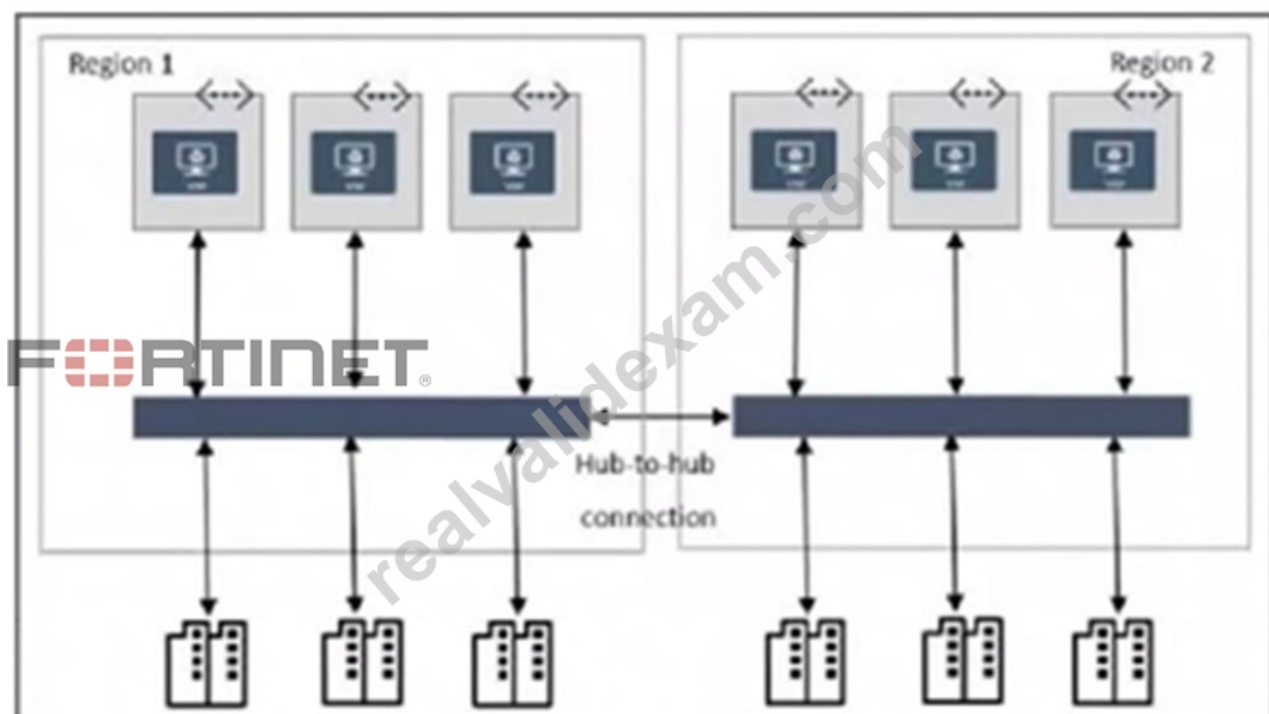 Region 1
Region 2
FORTINET®
Hub-to-hub
connection
realvalidexam.com